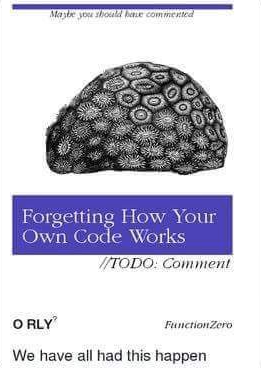 Maybe you should have commented
Forgetting How Your
Own Code Works
//TODO: Comment
O RLY?
FunctionZero
We have all had this happen